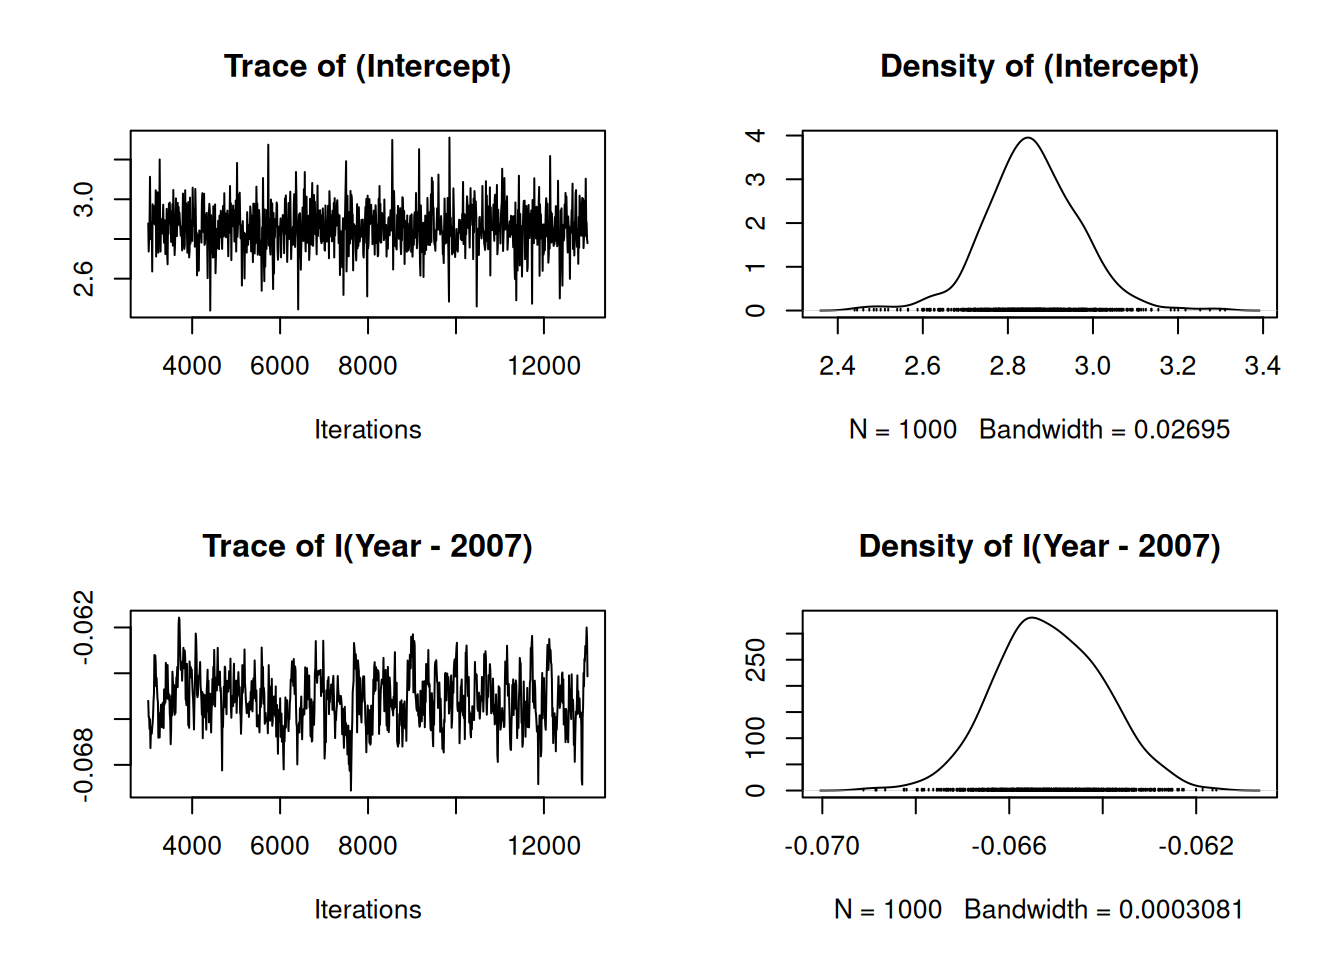 Trace of (Intercept)
3.0
2.6
4000 6000 8000 12000
Iterations
Density of (Intercept)
4
3
2
1
0
2.4 2.6 2.8 3.0 3.2 3.4
N = 1000 Bandwidth = 0.02695
Trace of I(Year - 2007)
-0.062
-0.068
4000 6000 8000 12000
Iterations
Density of I(Year - 2007)
250
100
0
-0.070 -0.066 -0.062
N = 1000 Bandwidth = 0.0003081